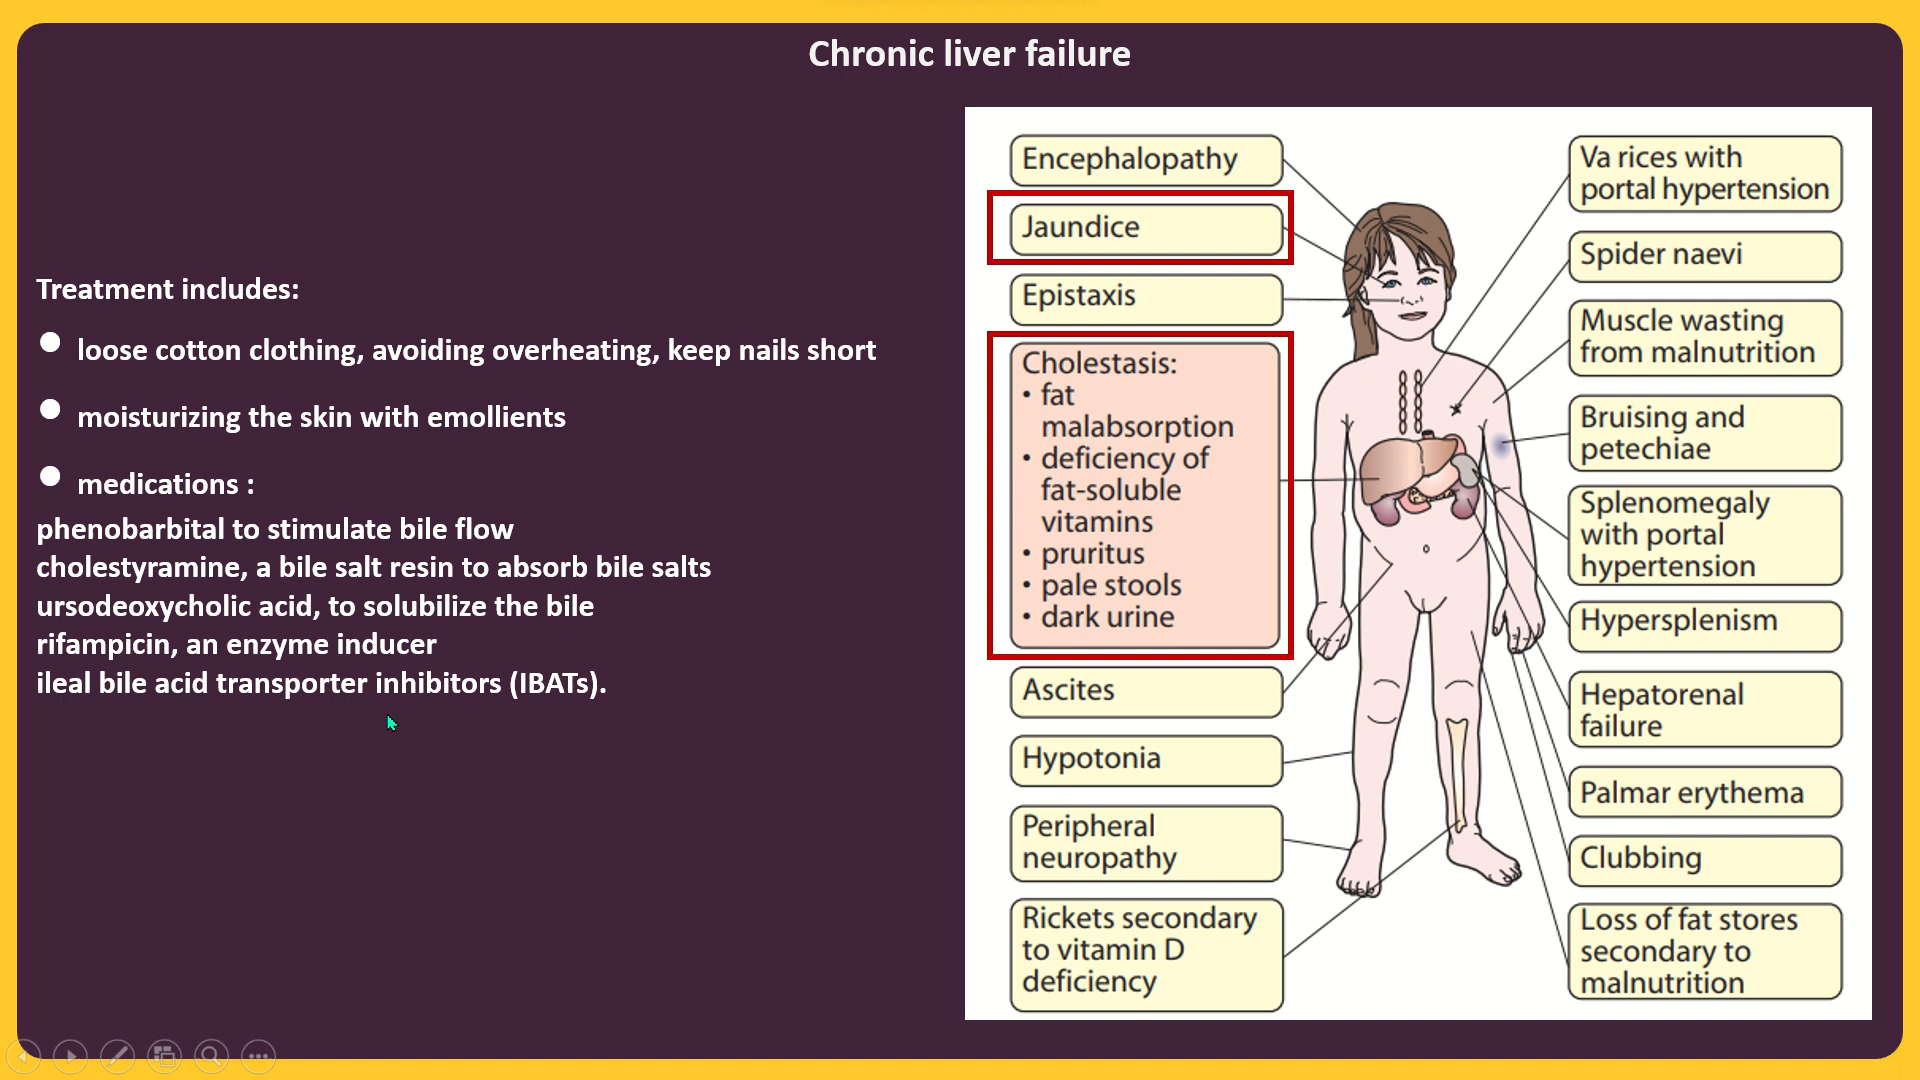 Chronic liver failure
Treatment includes:
● loose cotton clothing, avoiding overheating, keep nails short
● moisturizing the skin with emollients
● medications :
phenobarbital to stimulate bile flow
cholestyramine, a bile salt resin to absorb bile salts
ursodeoxycholic acid, to solubilize the bile
rifampicin, an enzyme inducer
ileal bile acid transporter inhibitors (IBATs).
Encephalopathy
Jaundice
Epistaxis
Cholestasis:
• fat
malabsorption
• deficiency of
fat-soluble
vitamins
• pruritus
• pale stools
• dark urine
Ascites
Hypotonia
Peripheral
neuropathy
Rickets secondary
to vitamin D
deficiency
Va rices with
portal hypertension
Spider naevi
Muscle wasting
from malnutrition
Bruising and
petechiae
Splenomegaly
with portal
hypertension
Hypersplenism
Hepatorenal
failure
Palmar erythema
Clubbing
Loss of fat stores
secondary to
malnutrition